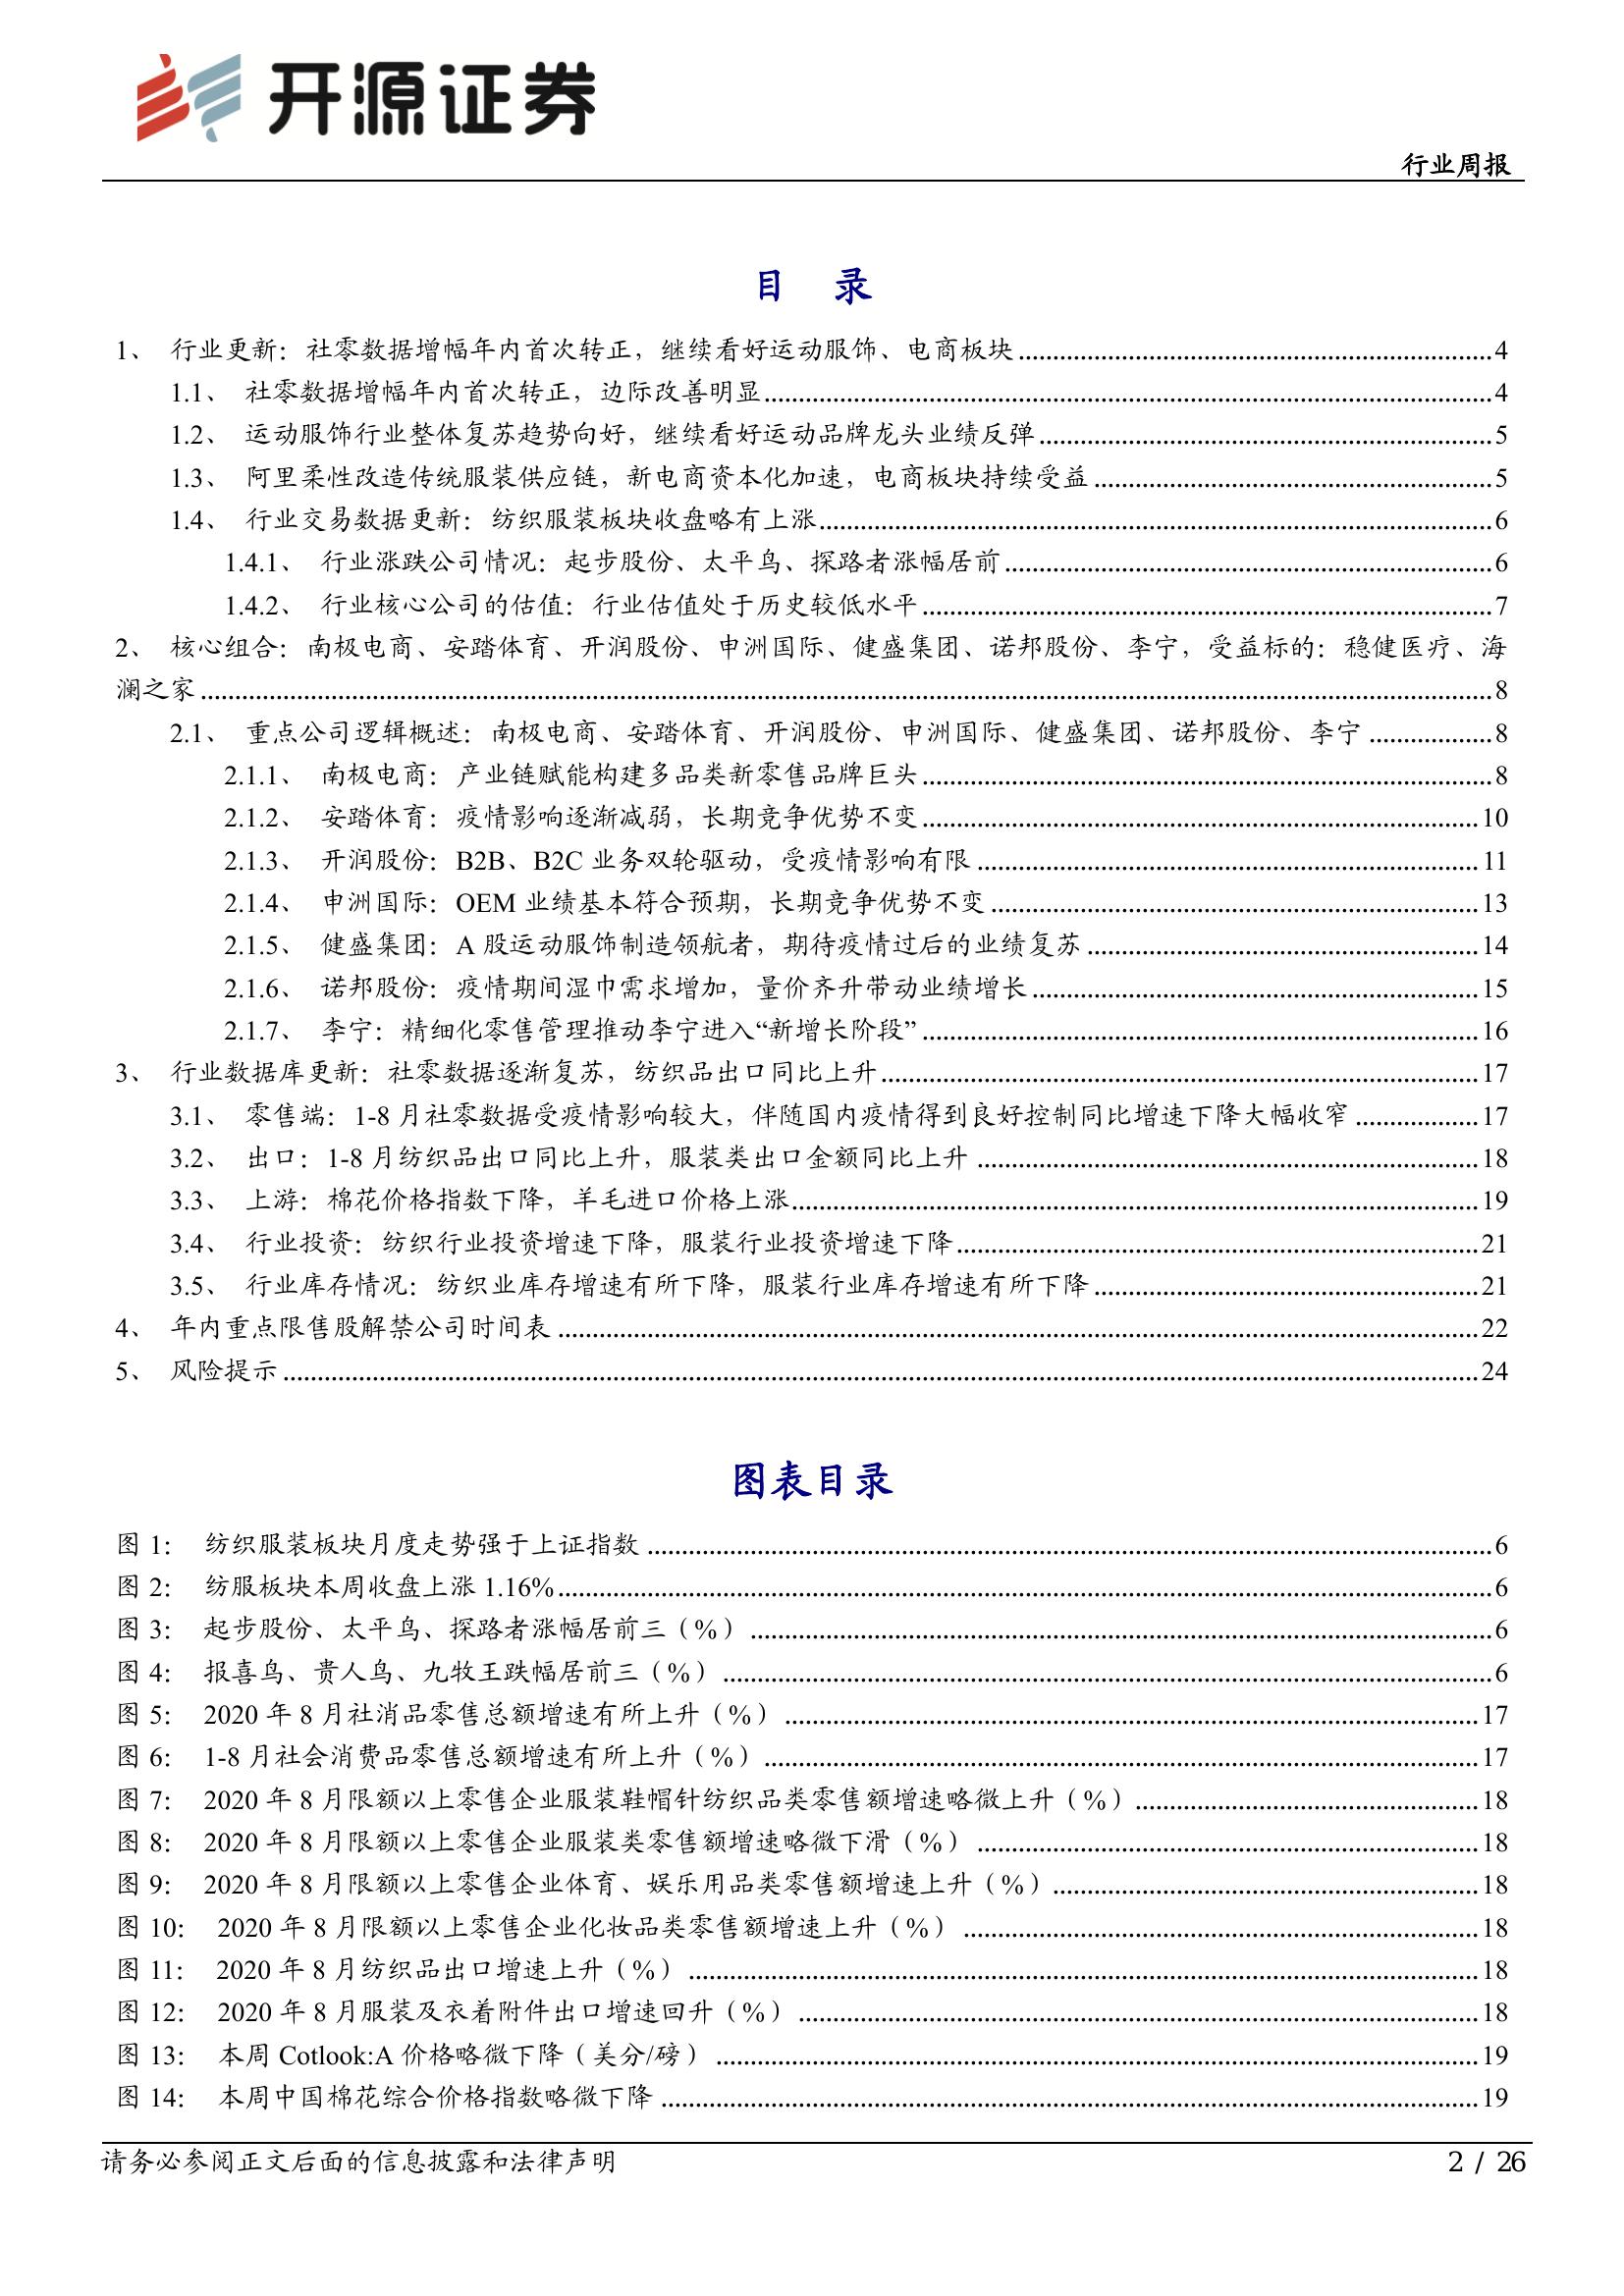 开源证券
行业周报
目 录
1、 行业更新：社零数据增幅年内首次转正，继续看好运动服饰、电商板块 4
1.1、 社零数据增幅年内首次转正，边际改善明显 4
1.2、 运动服饰行业整体复苏趋势向好，继续看好运动品牌龙头业绩反弹 5
1.3、 阿里柔性改造传统服装供应链，新电商资本化加速，电商板块持续受益 5
1.4、 行业交易数据更新：纺织服装板块收盘略有上涨 6
1.4.1、 行业涨跌公司情况：起步股份、太平鸟、探路者涨幅居前 6
1.4.2、 行业核心公司的估值：行业估值处于历史较低水平 7
2、 核心组合：南极电商、安踏体育、开润股份、申洲国际、健盛集团、诺邦股份、李宁，受益标的：稳健医疗、海
澜之家 8
2.1、 重点公司逻辑概述：南极电商、安踏体育、开润股份、申洲国际、健盛集团、诺邦股份、李宁 8
2.1.1、 南极电商：产业链赋能构建多品类新零售品牌巨头 8
2.1.2、 安踏体育：疫情影响逐渐减弱，长期竞争优势不变 10
2.1.3、 开润股份：B2B、B2C 业务双轮驱动，受疫情影响有限 11
2.1.4、 申洲国际：OEM 业绩基本符合预期，长期竞争优势不变 13
2.1.5、 健盛集团：A 股运动服饰制造领航者，期待疫情过后的业绩复苏 14
2.1.6、 诺邦股份：疫情期间湿巾需求增加，量价齐升带动业绩增长 15
2.1.7、 李宁：精细化零售管理推动李宁进入“新增长阶段” 16
3、 行业数据库更新：社零数据逐渐复苏，纺织品出口同比上升 17
3.1、 零售端：1-8 月社零数据受疫情影响较大，伴随国内疫情得到良好控制同比增速下降大幅收窄 17
3.2、 出口：1-8 月纺织品出口同比上升，服装类出口金额同比上升 18
3.3、 上游：棉花价格指数下降，羊毛进口价格上涨 19
3.4、 行业投资：纺织行业投资增速下降，服装行业投资增速下降 21
3.5、 行业库存情况：纺织业库存增速有所下降，服装行业库存增速有所下降 21
4、 年内重点限售股解禁公司时间表 22
5、 风险提示 24
图表目录
图 1： 纺织服装板块月度走势强于上证指数 6
图 2： 纺服板块本周收盘上涨 1.16% 6
图 3： 起步股份、太平鸟、探路者涨幅居前三（%） 6
图 4： 报喜鸟、贵人鸟、九牧王跌幅居前三（%） 6
图 5： 2020 年 8 月社消品零售总额增速有所上升（%） 17
图 6： 1-8 月社会消费品零售总额增速有所上升（%） 17
图 7： 2020 年 8 月限额以上零售企业服装鞋帽针纺织品类零售额增速略微上升（%） 18
图 8： 2020 年 8 月限额以上零售企业服装类零售额增速略微下滑（%） 18
图 9： 2020 年 8 月限额以上零售企业体育、娱乐用品类零售额增速上升（%） 18
图 10： 2020 年 8 月限额以上零售企业化妆品类零售额增速上升（%） 18
图 11： 2020 年 8 月纺织品出口增速上升（%） 18
图 12： 2020 年 8 月服装及衣着附件出口增速回升（%） 18
图 13： 本周 Cotlook:A 价格略微下降（美分/磅） 19
图 14： 本周中国棉花综合价格指数略微下降 19
请务必参阅正文后面的信息披露和法律声明
2 / 26